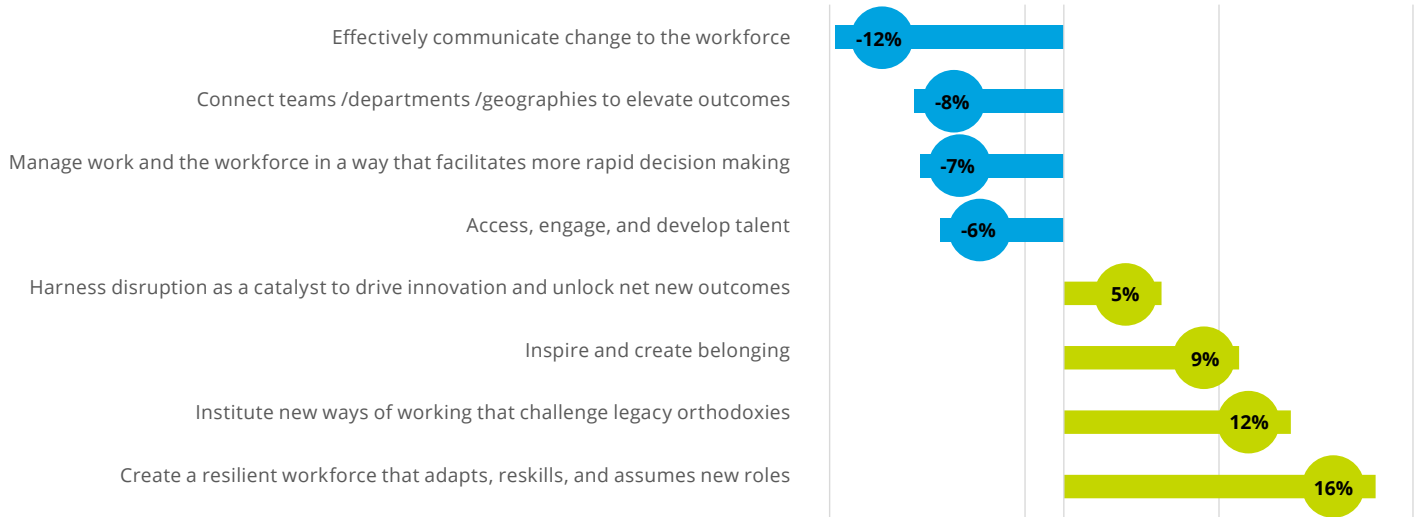 Effectively communicate change to the workforce
-12%
Connect teams /departments /geographies to elevate outcomes
-8%
Manage work and the workforce in a way that facilitates more rapid decision making
-7%
Access, engage, and develop talent
-6%
Harness disruption as a catalyst to drive innovation and unlock net new outcomes
5%
Inspire and create belonging
9%
Institute new ways of working that challenge legacy orthodoxies
12%
Create a resilient workforce that adapts, reskills, and assumes new roles
16%